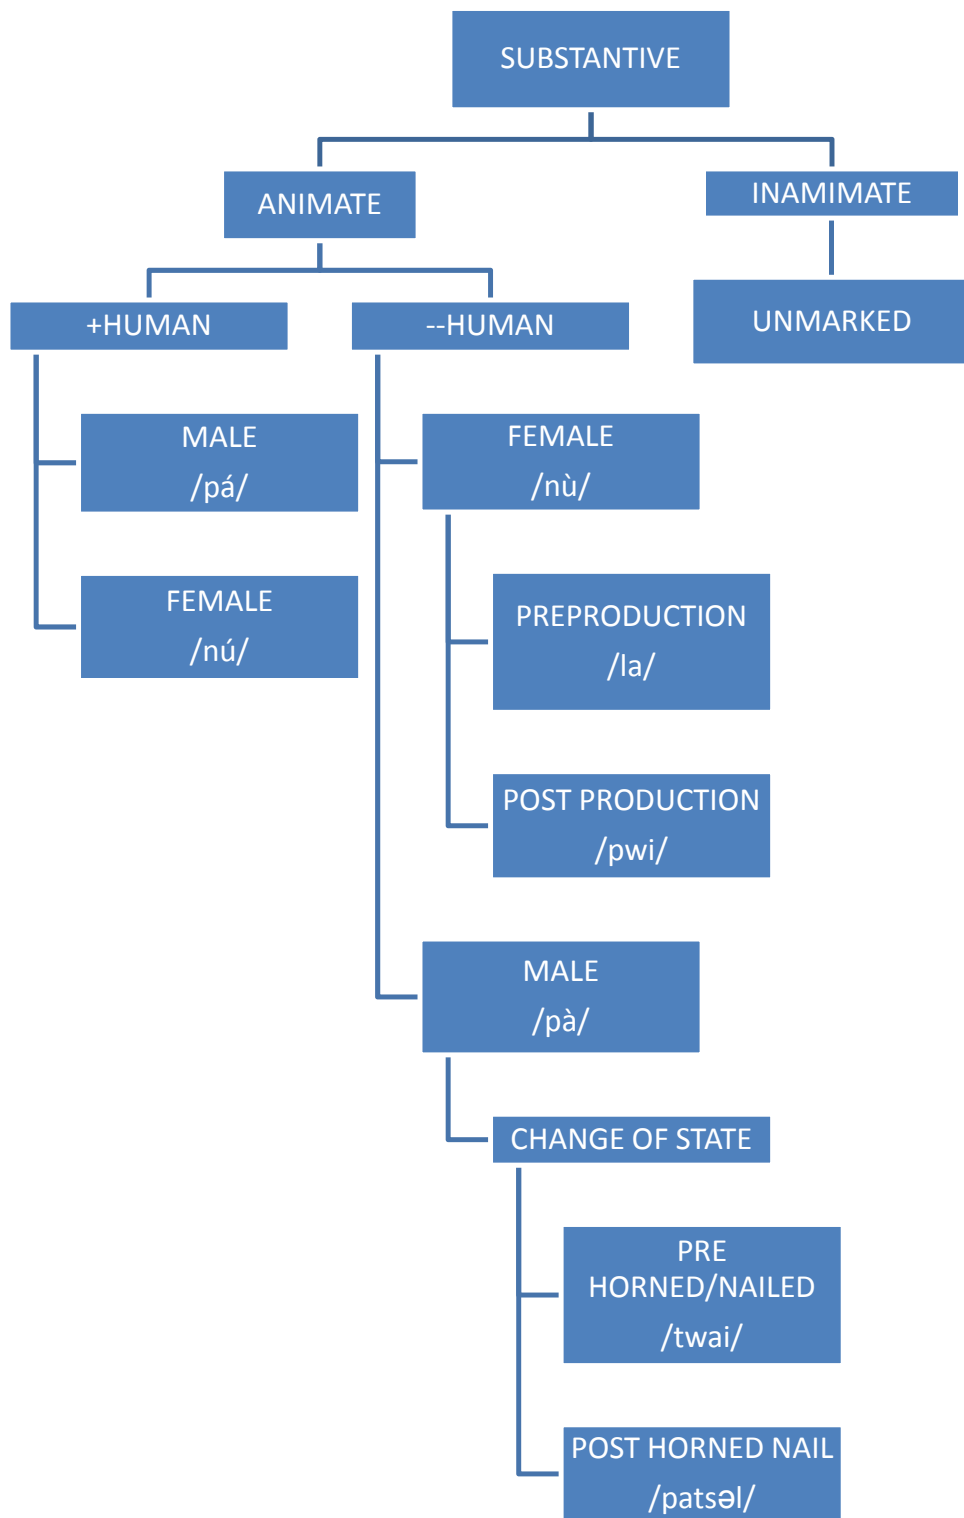 SUBSTANTIVE
ANIMATE
INAMIMATE
+HUMAN
--HUMAN
UNMARKED
MALE
/pá/
FEMALE
/nú/
FEMALE
/nù/
PREPRODUCTION
/la/
POST PRODUCTION
/pwi/
MALE
/pà/
CHANGE OF STATE
PRE
HORNED/NAILED
/twai/
POST HORNED NAIL
/patsəl/